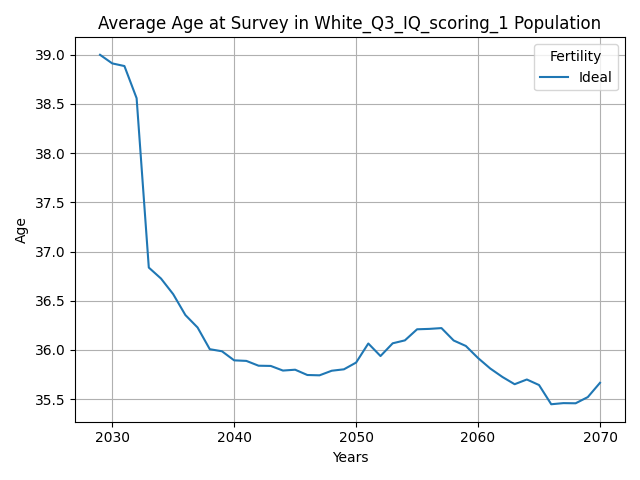 Average Age at Survey in White_Q3_IQ_scoring_1 Population
Fertility
Ideal
39.0
38.5
38.0
37.5
37.0
36.5
36.0
35.5
Age
2030 2040 2050 2060 2070
Years